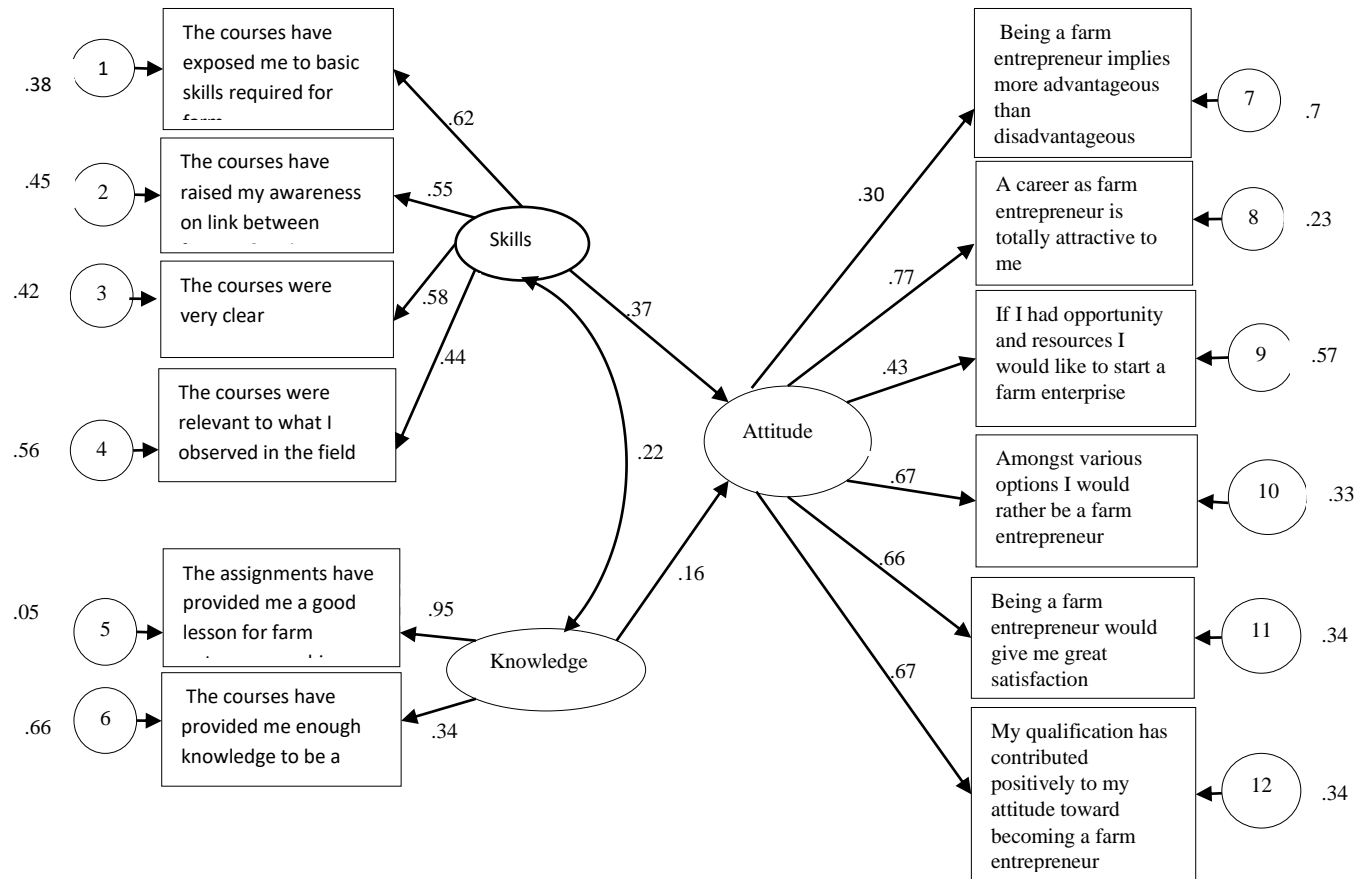 1
.38
The courses have
exposed me to basic
skills required for
.62
2
.45
The courses have
raised my awareness
on link between
.55
3
.42
The courses were
very clear
.58
4
.56
The courses were
relevant to what I
observed in the field
.44
Skills
.37
.22
5
.05
The assignments have
provided me a good
lesson for farm
.95
6
.66
The courses have
provided me enough
knowledge to be a
.34
Knowledge
.16
Attitude
.30
Being a farm
entrepreneur implies
more advantageous
than
disadvantageous
7
.7
.77
A career as farm
entrepreneur is
totally attractive to
me
8
.23
.43
If I had opportunity
and resources I
would like to start a
farm enterprise
9
.57
.67
Amongst various
options I would
rather be a farm
entrepreneur
10
.33
.66
Being a farm
entrepreneur would
give me great
satisfaction
11
.34
.67
My qualification has
contributed
positively to my
attitude toward
becoming a farm
entrepreneur
12
.34